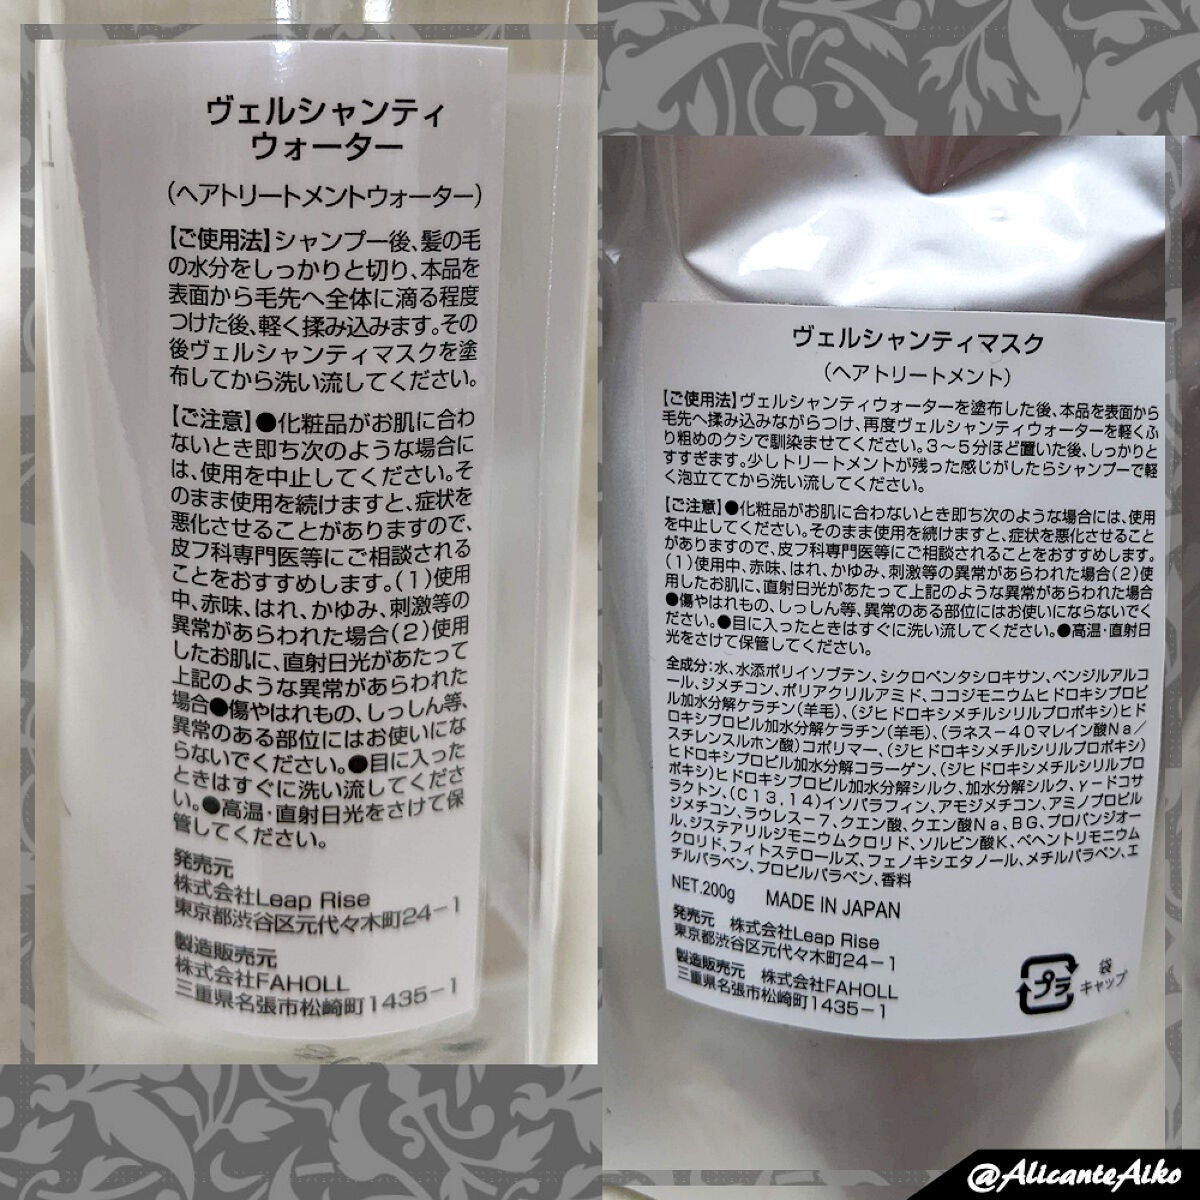 ヴェルシャンティ
ウォーター
(ヘアトリートメントウォーター)
【ご使用法】シャンプー後、髪の毛
の水分をしっかりと切り、本品を
表面から毛先へ全体に滴る程度
つけた後、軽く揉み込みます。その
後ヴェルシャンティマスクを塗
布してから洗い流してください。
【ご注意】●化粧品がお肌に合わ
ないとき即ち次のような場合に
は、使用を中止してください。そ
のまま使用を続けますと、症状を
悪化させることがありますので、
皮フ科専門医等にご相談される
ことをおすすめします。(1)使用
中、赤味、はれ、かゆみ、刺激等の
異常があらわれた場合(2)使用
したお肌に、直射日光があたって
上記のような異常があらわれた
場合●傷やはれもの、しっしん等、
異常のある部位にはお使いにな
らないでください。●目に入った
ときはすぐに洗い流してくださ
い。●高温・直射日光をさけて保
管してください。
発売元
株式会社Leap Rise
東京都渋谷区元代々木町24-1
製造販売元
株式会社FAHOLL
三重県名張市松崎町1435-1
ヴェルシャンティマスク
(ヘアトリートメント)
【ご使用法】ヴェルシャンティウォーターを塗布した後、本品を表面から
毛先へ揉み込みながらつけ、再度ヴェルシャンティウォーターを軽くふ
り粗めのクシで馴染ませてください。3～5分ほど置いた後、しっかりと
すすぎます。少しトリートメントが残った感じがしたらシャンプーで軽
く泡立ててから洗い流してください。
【ご注意】●化粧品がお肌に合わないとき即ち次のような場合には、使用
を中止してください。そのまま使用を続けますと、症状を悪化させること
がありますので、皮フ科専門医等にご相談されることをおすすめします。
(1)使用中、赤味、はれ、かゆみ、刺激等の異常があらわれた場合(2)使
用したお肌に、直射日光があたって上記のような異常があらわれた場合
●傷やはれもの、しっしん等、異常のある部位にはお使いにならないでく
ださい。●目に入ったときはすぐに洗い流してください。●高温・直射日
光をさけて保管してください。
全成分:水、水添ポリイソブテン、シクロペンタシロキサン、ベンジルアルコ
ール、ジメチコン、ポリアクリルアミド、ココジモニウムヒドロキシプロピ
ル加水分解ケラチン(羊毛)、(ジヒドロキシメチルシリルプロポキシ)ヒド
ロキシプロピル加水分解ケラチン(羊毛)、(ラネス-40マレイン酸Na/
スチレンスルホン酸)コポリマー、(ジヒドロキシメチルシリルプロポキシ)
ヒドロキシプロピル加水分解コラーゲン、(ジヒドロキシメチルシリルプロ
ポキシ)ヒドロキシプロピル加水分解シルク、加水分解シルク、γ-ドコサ
ラクトン、(C13,14)イソパラフィン、アモジメチコン、アミノプロピル
ジメチコン、ラウレス-7、クエン酸、クエン酸Na、BG、プロパンジオー
ル、ジステアリルジモニウムクロリド、ソルビン酸K、ベヘントリモニウム
クロリド、フィトステロールズ、フェノキシエタノール、メチルパラベン、エ
チルパラベン、プロピルパラベン、香料
NET.200g MADE IN JAPAN
発売元 株式会社Leap Rise
東京都渋谷区元代々木町24-1
製造販売元 株式会社FAHOLL
三重県名張市松崎町1435-1
プラ
袋
キャップ
@AlicanteAiko